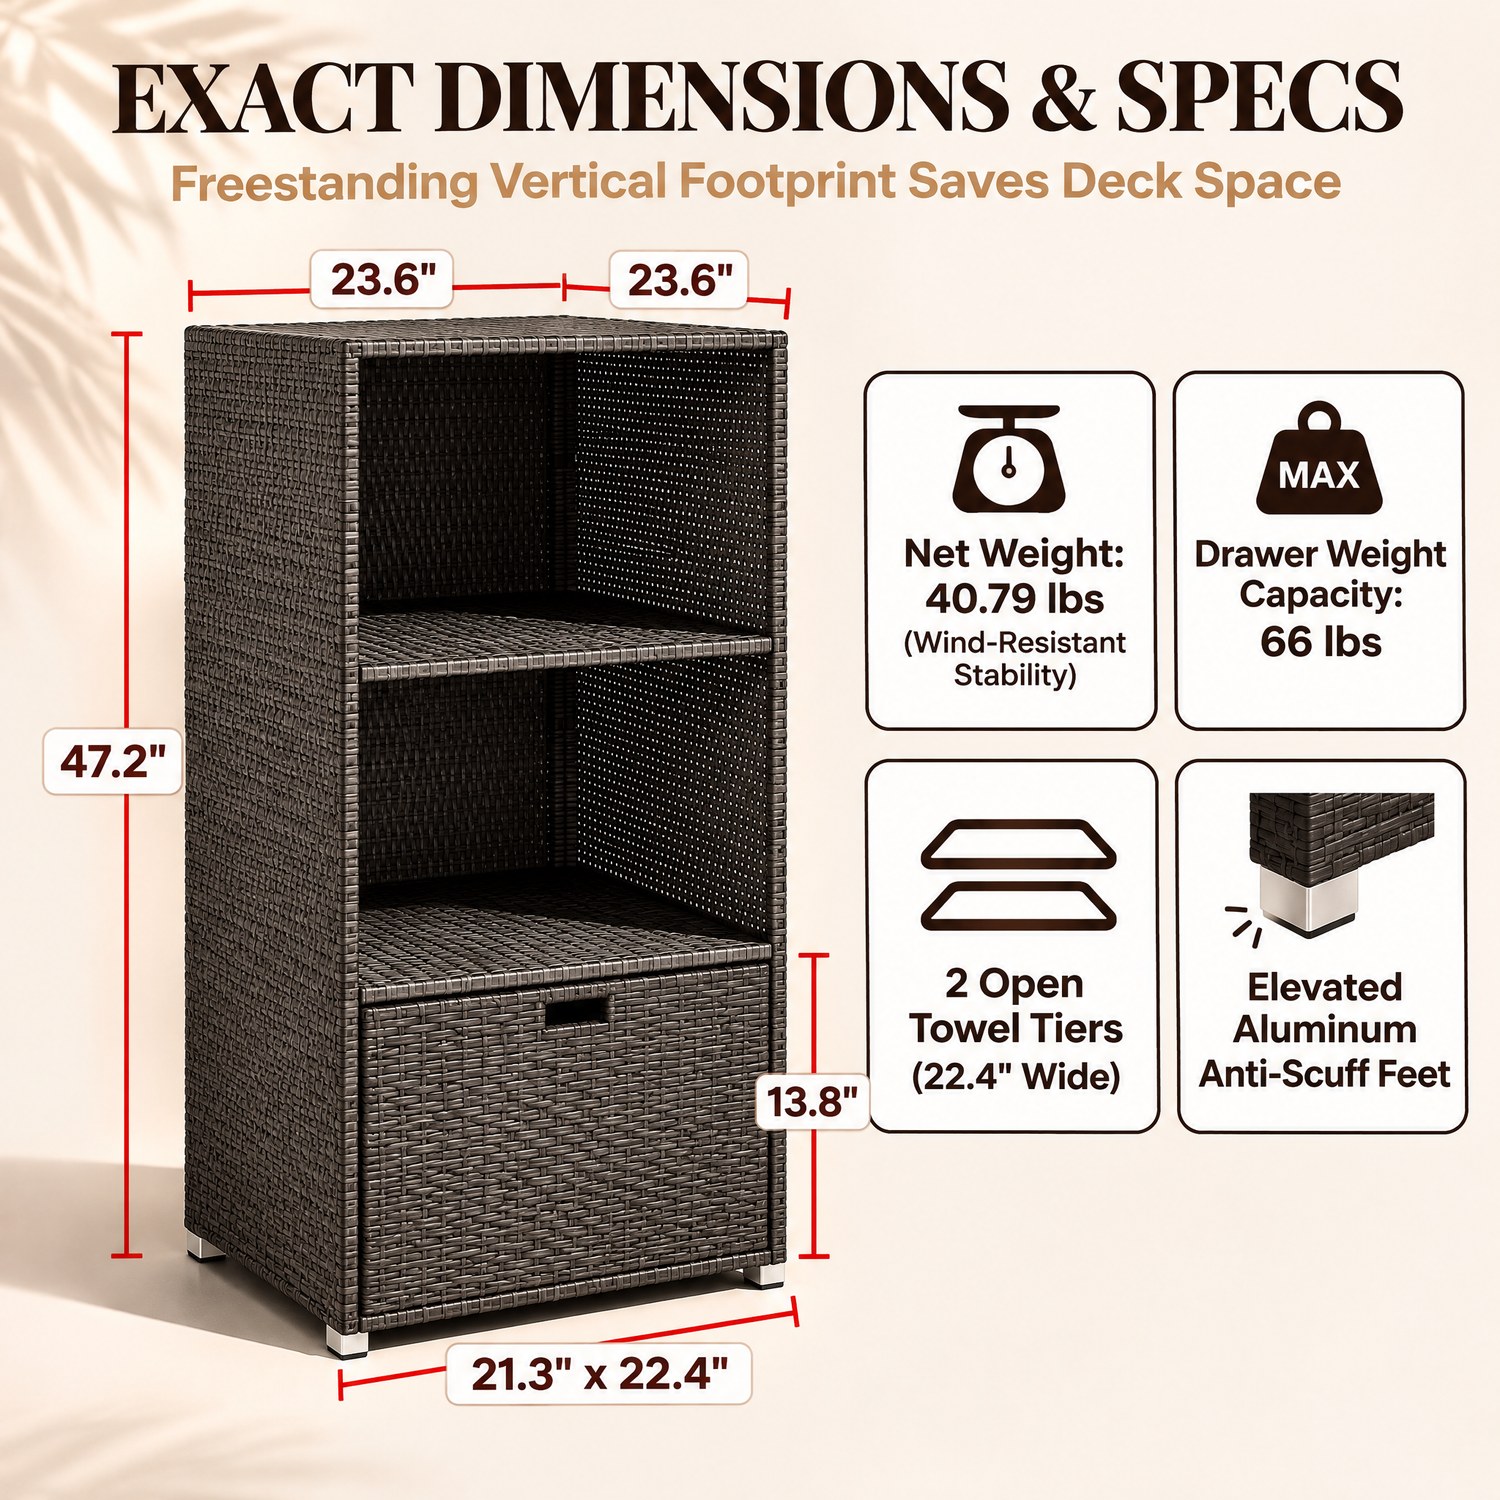 EXACT DIMENSIONS & SPECS
Freestanding Vertical Footprint Saves Deck Space
23.6"
23.6"
47.2"
13.8"
21.3" x 22.4"
Net Weight:
40.79 lbs
(Wind-Resistant
Stability)
MAX
Drawer Weight
Capacity:
66 lbs
2 Open
Towel Tiers
(22.4" Wide)
Elevated
Aluminum
Anti-Scuff Feet